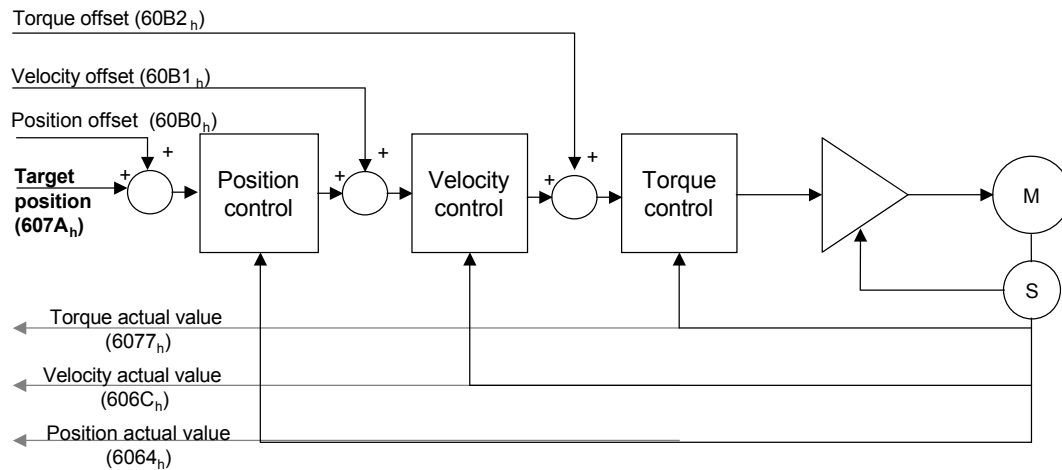 Torque offset (60B2h)
Velocity offset (60B1h)
Position offset (60B0h)
+
+
+
+
+
+
Target
position
(607Ah)
Position
control
Velocity
control
Torque
control
M
S
Torque actual value
(6077h)
Velocity actual value
(606Ch)
Position actual value
(6064h)